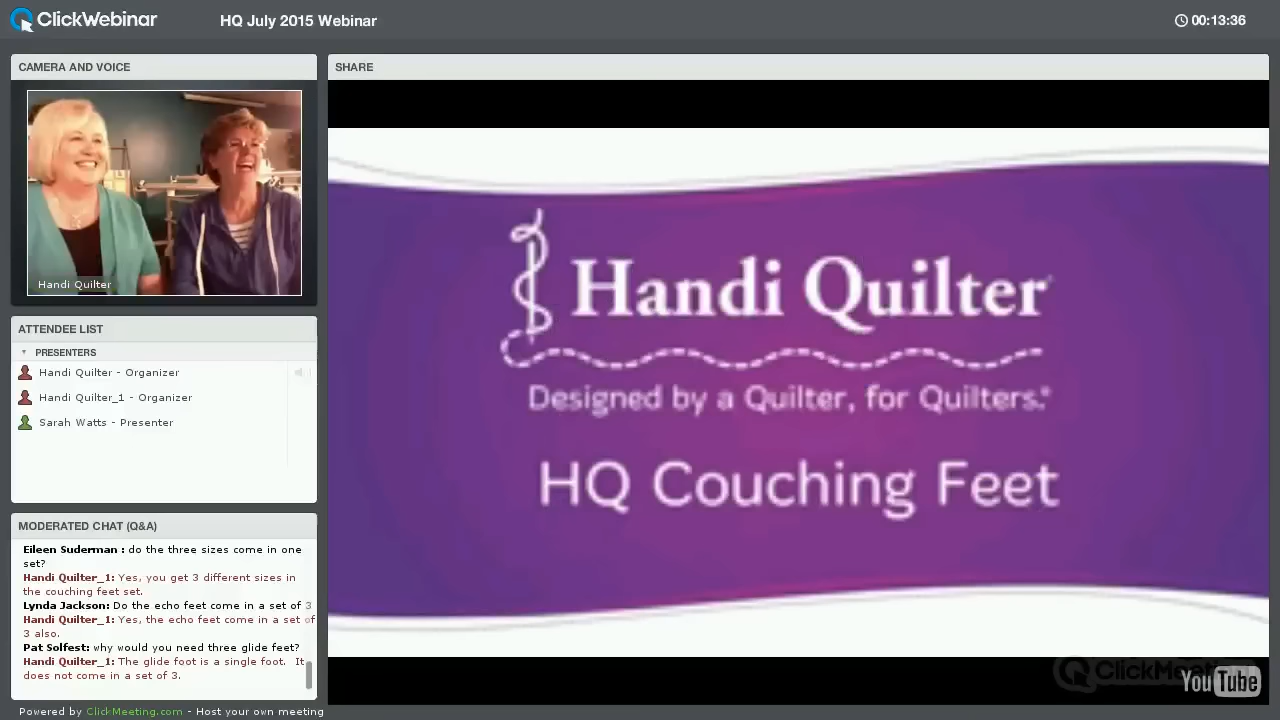 ClickWebinar
HQ July 2015 Webinar
00:13:36
CAMERA AND VOICE
Handi Quilter
ATTENDEE LIST
PRESENTERS
Handi Quilter - Organizer
Handi Quilter_1 - Organizer
Sarah Watts - Presenter
MODERATED CHAT (Q&A)
Eileen Suderman : do the three sizes come in one
set?
Handi Quilter_1: Yes, you get 3 different sizes in
the couching feet set.
Lynda Jackson: Do the echo feet come in a set of 3
Handi Quilter_1: Yes, the echo feet come in a set of
3 also.
Pat Solfest: why would you need three glide feet?
Handi Quilter_1: The glide foot is a single foot. It
does not come in a set of 3.
Powered by ClickMeeting.com - Host your own meeting
SHARE
Handi Quilter
Designed by a Quilter, for Quilters.®
HQ Couching Feet
ClickMeeting
YouTube